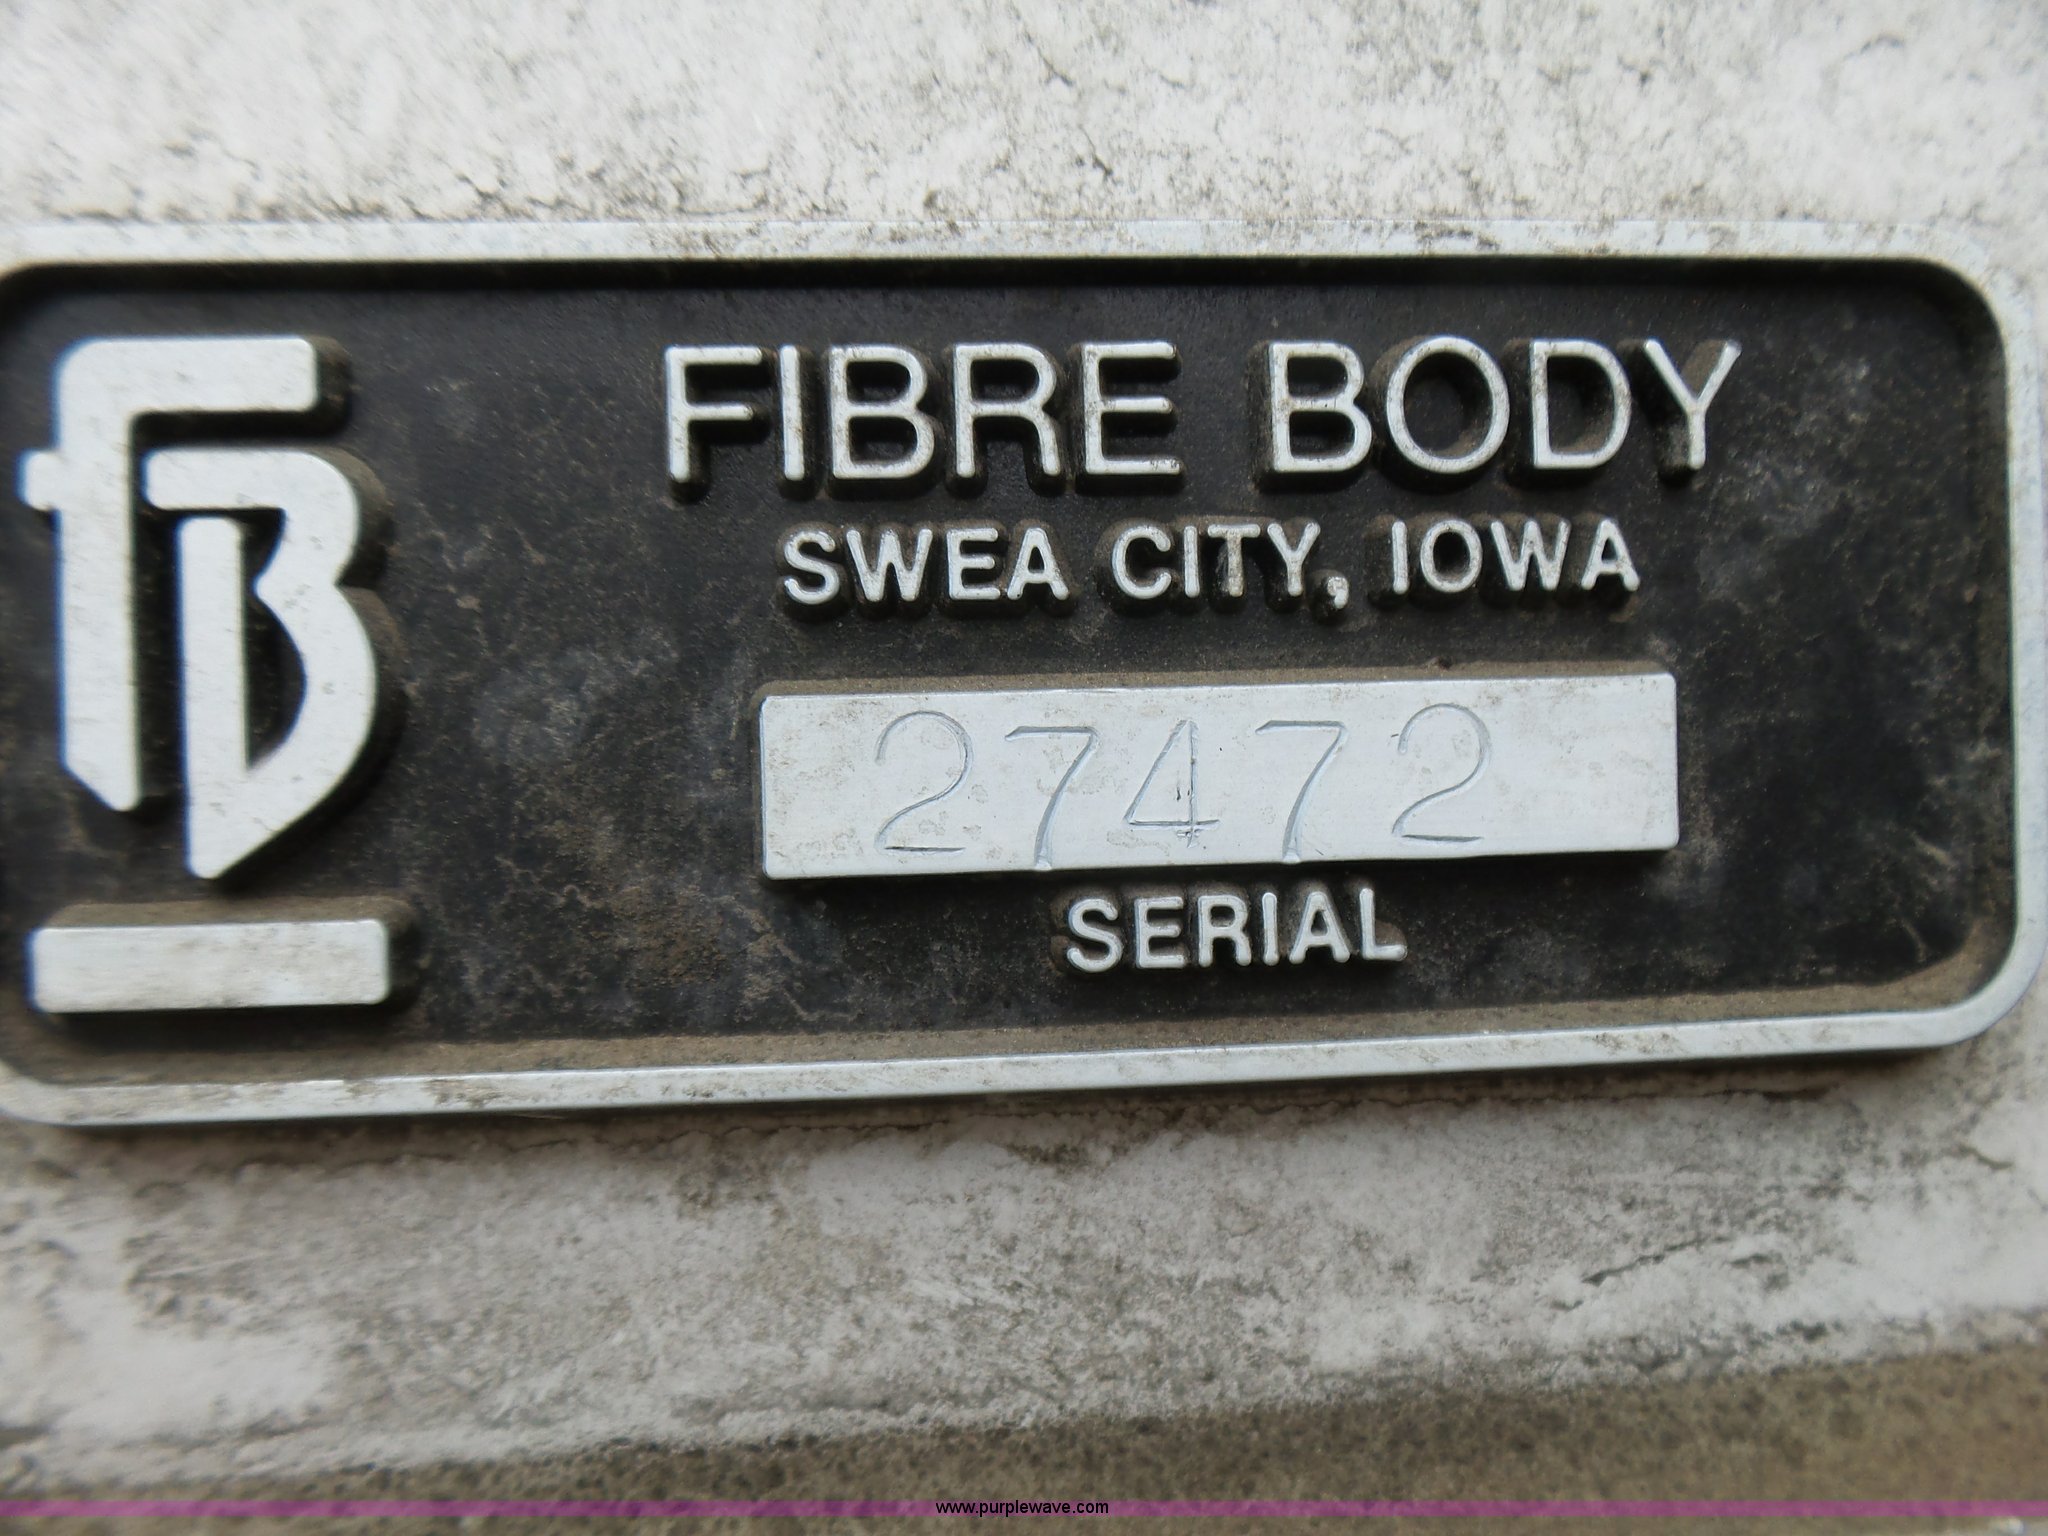 FB
FIBRE BODY
SWEA CITY, IOWA
27472
SERIAL
www.purplewave.com